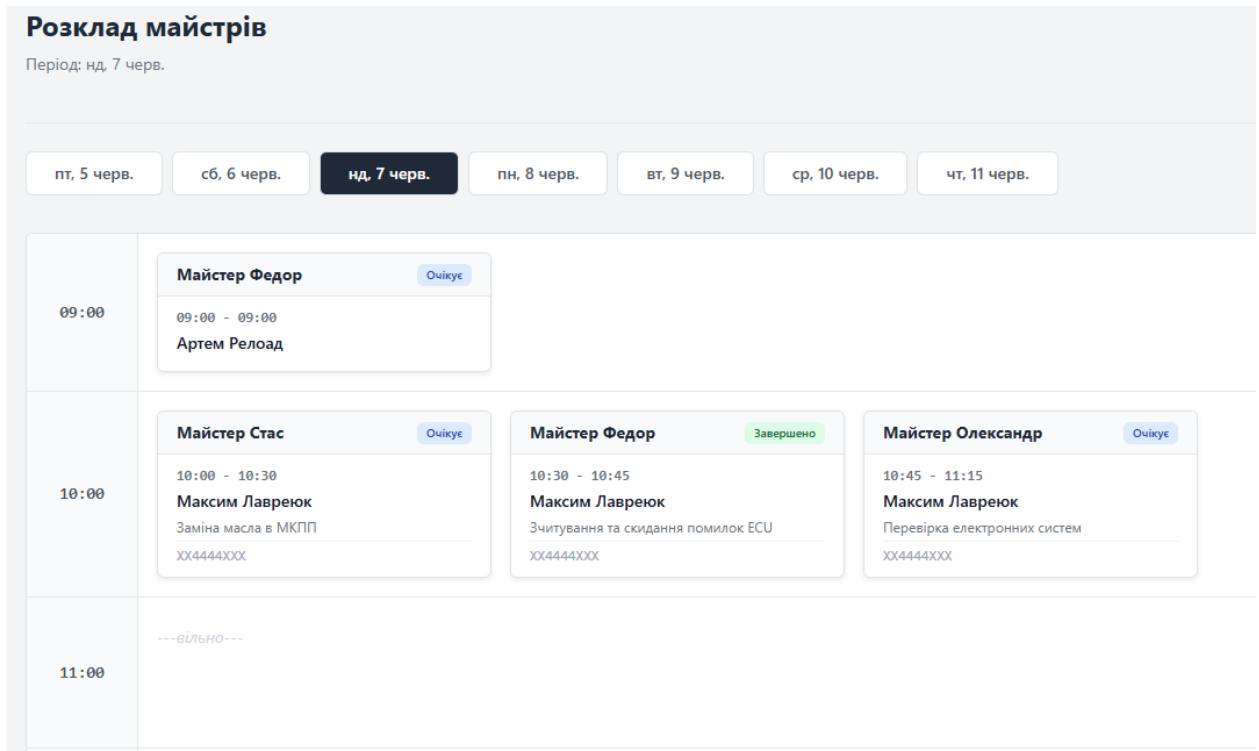 Розклад майстрів
Період: нд, 7 черв.
пт, 5 черв. сб, 6 черв. нд, 7 черв. пн, 8 черв. вт, 9 черв. ср, 10 черв. чт, 11 черв.
09:00
Майстер Федор Очікує
09:00 - 09:00
Артем Релоад
10:00
Майстер Стас Очікує
10:00 - 10:30
Максим Лавреюк
Заміна масла в МКПП
XX4444XXX
Майстер Федор Завершено
10:30 - 10:45
Максим Лавреюк
Зчитування та скидання помилок ECU
XX4444XXX
Майстер Олександр Очікує
10:45 - 11:15
Максим Лавреюк
Перевірка електронних систем
XX4444XXX
11:00
---вільно---